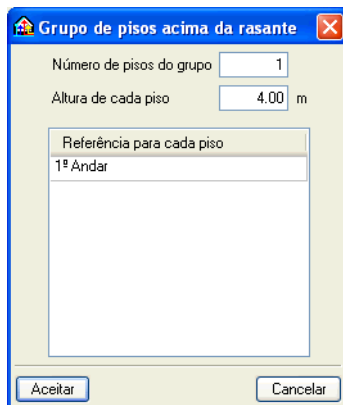 Grupo de pisos acima da rasante
Número de pisos do grupo 1
Altura de cada piso 4.00 m
Referência para cada piso
1º Andar
Aceitar Cancelar